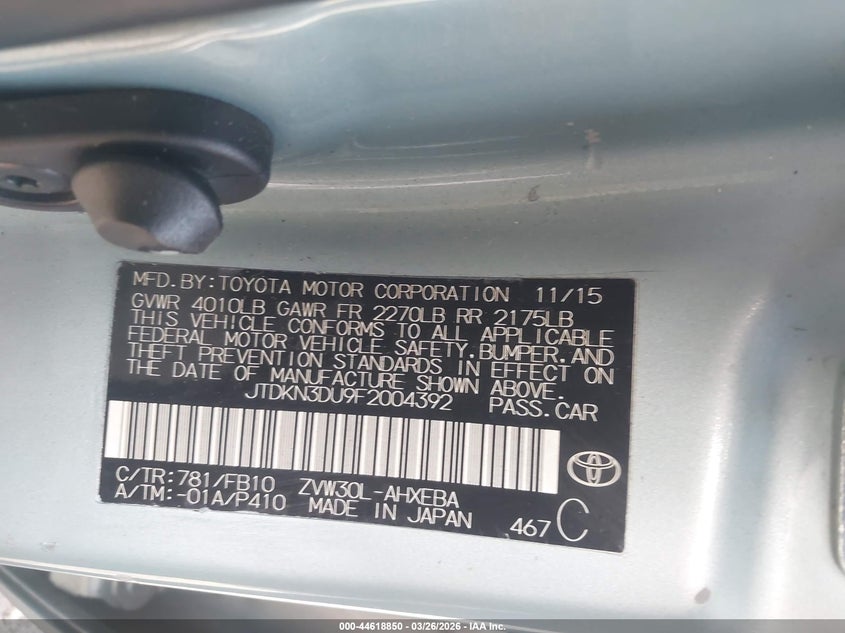 MFD.BY:TOYOTA MOTOR CORPORATION 11/15
GVWR 4010LB GAWR FR 2270LB RR 2175LB
THIS VEHICLE CONFORMS TO ALL APPLICABLE
FEDERAL MOTOR VEHICLE SAFETY,BUMPER,AND
THEFT PREVENTION STANDARDS IN EFFECT ON
THE DATE OF MANUFACTURE SHOWN ABOVE.
JTDKN3DU9F2004392 PASS.CAR
C/TR:781/FB10 ZVW30L-AHXEBA
A/TM:-01A/P410 MADE IN JAPAN 467 C
000-44618850 | 03/26/2026 | IAA Inc.